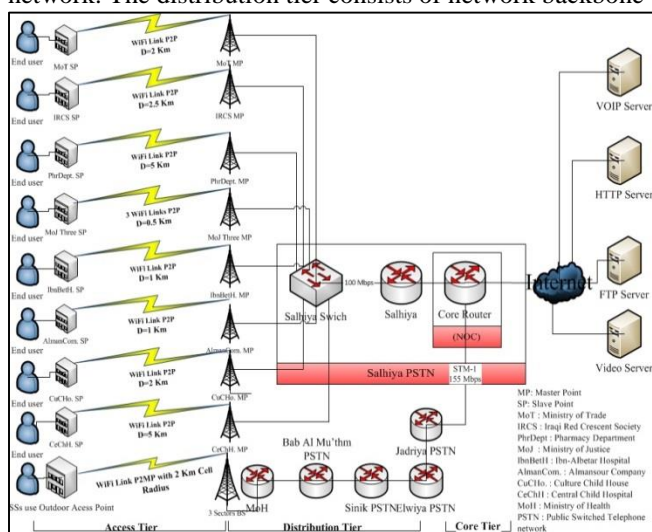 network. The distribution tier consists of network backbone
WiFi Link P2P
D=2 Km
End user
MoT SP
MoT MP
WiFi Link P2P
D=2.5 Km
End user
IRCS SP
IRCS MP
WiFi Link P2P
D=5 Km
End user
PhrDept. SP
PhrDept. MP
3 WiFi Links P2P
D=0.5 Km
End user
MoJ Three SP
MoJ Three MP
WiFi Link P2P
D=1 Km
End user
IbnBetH. SP
IbnBetH. MP
WiFi Link P2P
D=1 Km
End user
AlmanCom. SP
AlmanCom. MP
WiFi Link P2P
D=2 Km
End user
CuCHo. SP
CuCHo. MP
WiFi Link P2P
D=5 Km
End user
CeChH. SP
CeChH. MP
WiFi Link P2MP with 2 Km Cell
Radius
SSs use Outdoor Access Point
3 Sectors BS
Salhiya Swich
100 Mbps
Salhiya
Core Router
(NOC)
Salhiya PSTN
STM-1
155 Mbps
Internet
VOIP Server
HTTP Server
FTP Server
Video Server
MoH
Bab Al Mu'thm
PSTN
Sinik PSTN
Elwiya PSTN
Jadriya PSTN
MP: Master Point
SP: Slave Point
MoT : Ministry of Trade
IRCS : Iraqi Red Crescent Society
PhrDept : Pharmacy Department
MoJ : Ministry of Justice
IbnBetH : Ibn-Albetar Hospital
AlmanCom. : Almansour Company
CuCHo. : Culture Child House
CeChH : Central Child Hospital
MoH : Ministry of Health
PSTN : Public Switched Telephone
network
Access Tier
Distribution Tier
Core Tier